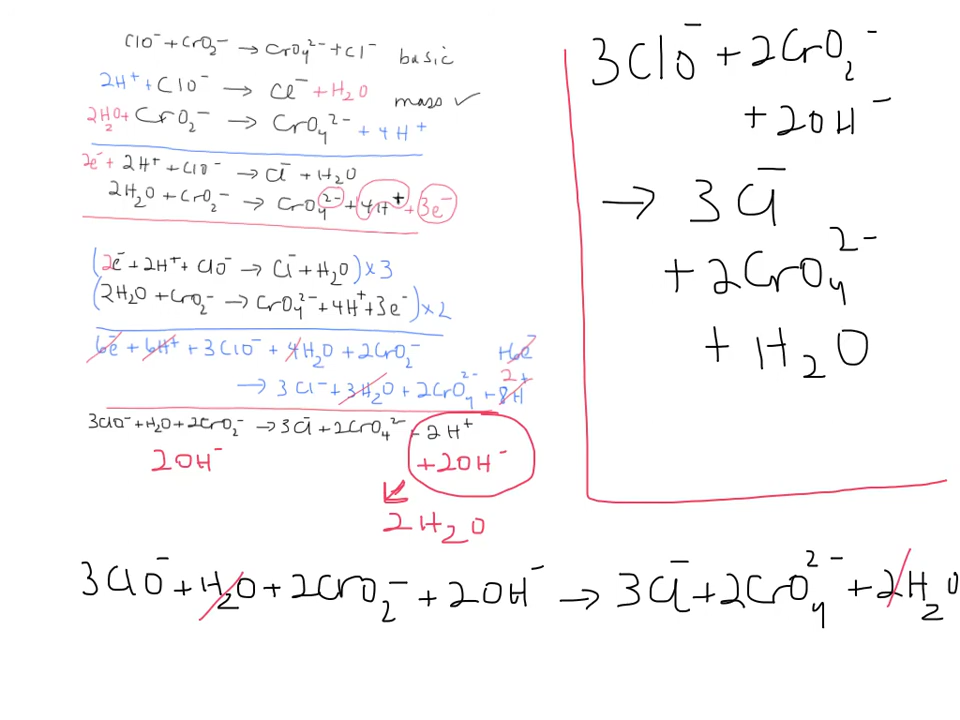 ClO⁻ + CrO₂⁻ → CrO₄²⁻ + Cl⁻ basic
2H⁺ + ClO⁻ → Cl⁻ + H₂O
mass ✓
2H₂O + CrO₂⁻ → CrO₄²⁻ + 4H⁺
2e⁻ + 2H⁺ + ClO⁻ → Cl⁻ + H₂O
2H₂O + CrO₂⁻ → CrO₄²⁻ + 4H⁺ + 3e⁻
(2e⁻ + 2H⁺ + ClO⁻ → Cl⁻ + H₂O) × 3
(2H₂O + CrO₂⁻ → CrO₄²⁻ + 4H⁺ + 3e⁻) × 2
6e⁻ + 6H⁺ + 3ClO⁻ + 4H₂O + 2CrO₂⁻
→ 3Cl⁻ + 3H₂O + 2CrO₄²⁻ + 8H⁺
2
3ClO⁻ + H₂O + 2CrO₂⁻ → 3Cl⁻ + 2CrO₄²⁻ + 2H⁺
2OH⁻ +2OH⁻
2H₂O
3ClO⁻ + 2CrO₂⁻
+ 2OH⁻
→ 3Cl⁻
+ 2CrO₄²⁻
+ H₂O
3ClO⁻ + H₂O + 2CrO₂⁻ + 2OH⁻ → 3Cl⁻ + 2CrO₄²⁻ + 2H₂O